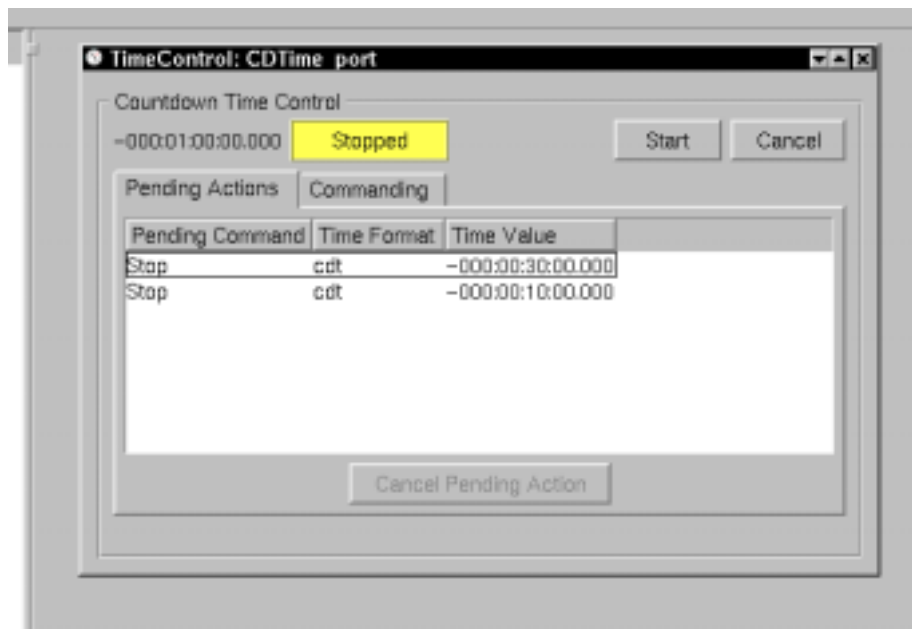 TimeControl: CDTime port
Countdown Time Control
-000:01:00:00.000 Stopped Start Cancel
Pending Actions Commanding
Pending Command Time Format Time Value
Stop cdt -000:00:30:00.000
Stop cdt -000:00:10:00.000
Cancel Pending Action